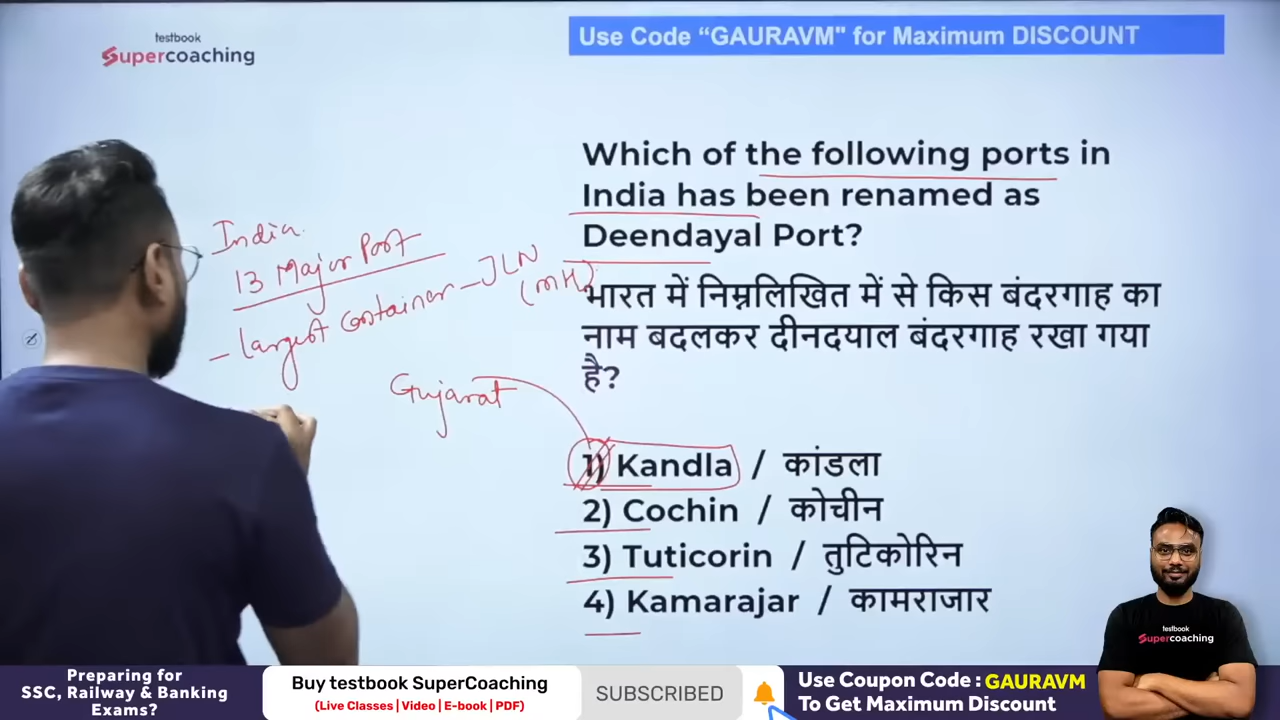 testbook
Supercoaching
Use Code “GAURAVM" for Maximum DISCOUNT
Which of the following ports in
India has been renamed as
Deendayal Port?
भारत में निम्नलिखित में से किस बंदरगाह का
नाम बदलकर दीनदयाल बंदरगाह रखा गया
है?
India
13 Major Port
- largest Container - JLN
(MH)
Gujarat
1) Kandla / कांडला
2) Cochin / कोचीन
3) Tuticorin / तुटिकोरिन
4) Kamarajar / कामराजार
testbook
Supercoaching
Preparing for
SSC, Railway & Banking
Exams?
Buy testbook SuperCoaching
(Live Classes | Video | E-book | PDF)
SUBSCRIBED
Use Coupon Code : GAURAVM
To Get Maximum Discount